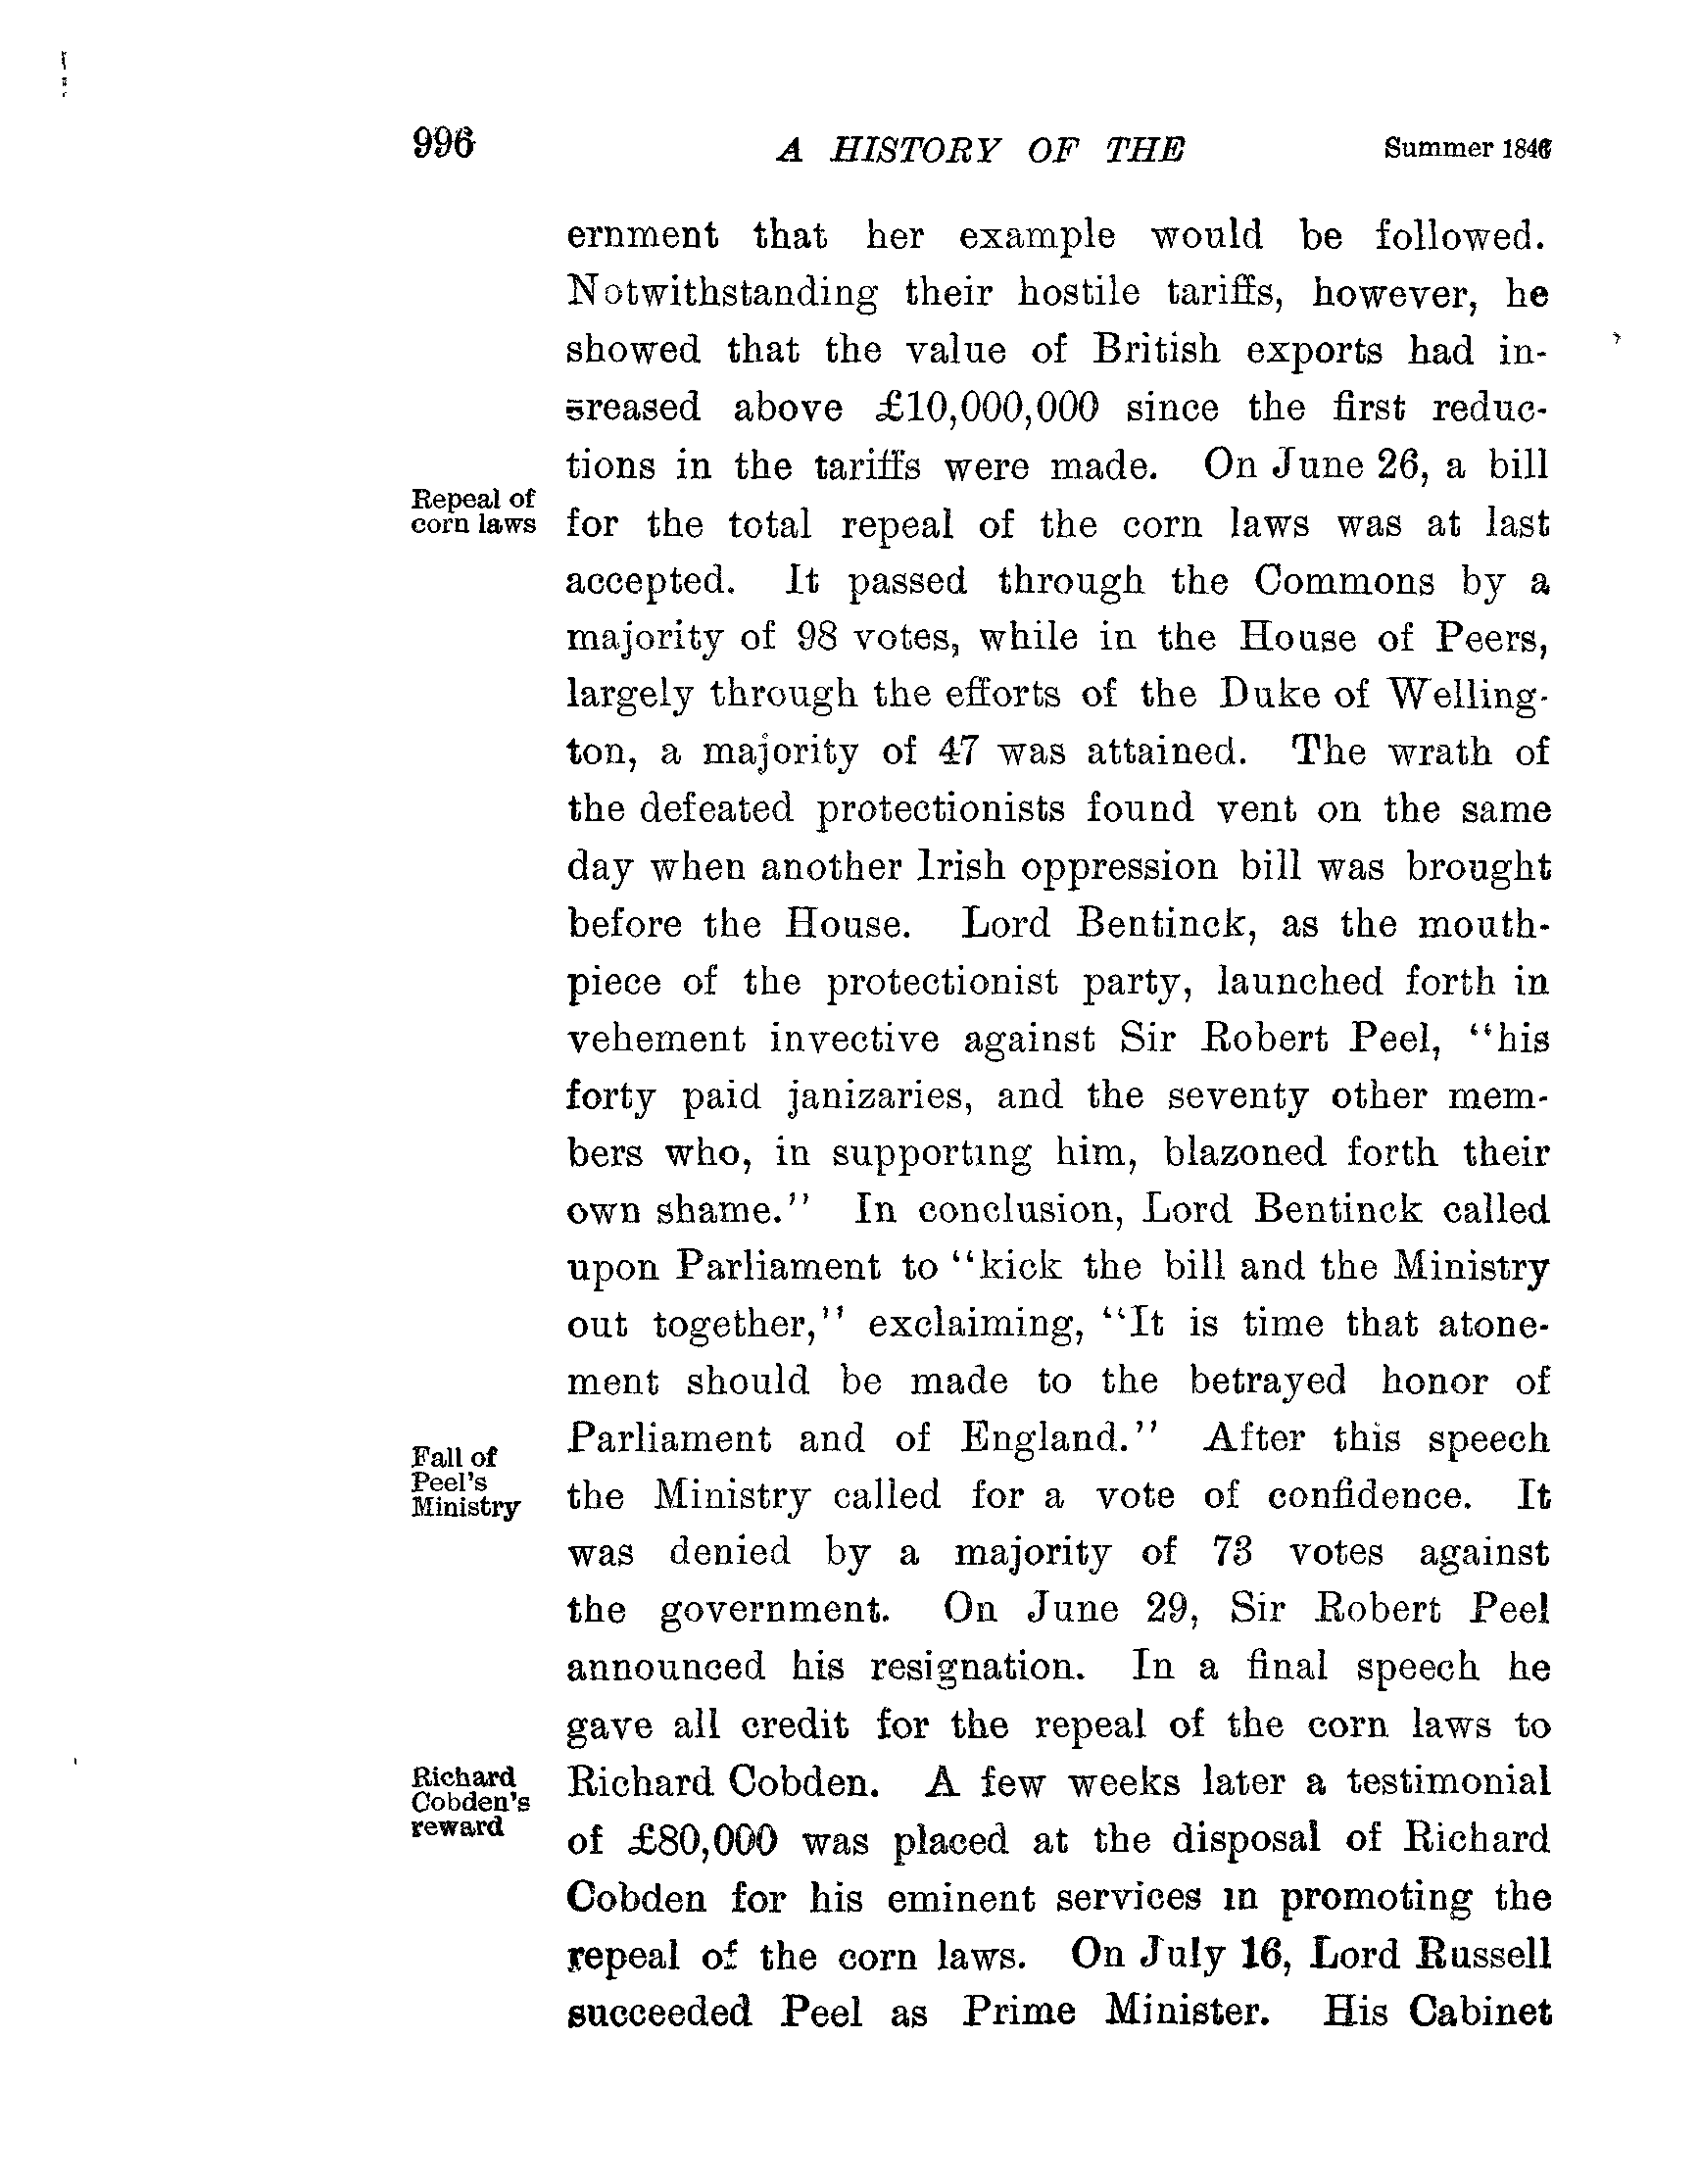 996
A HISTORY OF THE
Summer 1846
ernment that her example would be followed.
Notwithstanding their hostile tariffs, however, he
showed that the value of British exports had in-
creased above £10,000,000 since the first reduc-
tions in the tariffs were made. On June 26, a bill
Repeal of
corn laws
for the total repeal of the corn laws was at last
accepted. It passed through the Commons by a
majority of 98 votes, while in the House of Peers,
largely through the efforts of the Duke of Welling-
ton, a majority of 47 was attained. The wrath of
the defeated protectionists found vent on the same
day when another Irish oppression bill was brought
before the House. Lord Bentinck, as the mouth-
piece of the protectionist party, launched forth in
vehement invective against Sir Robert Peel, "his
forty paid janizaries, and the seventy other mem-
bers who, in supporting him, blazoned forth their
own shame." In conclusion, Lord Bentinck called
upon Parliament to "kick the bill and the Ministry
out together," exclaiming, "It is time that atone-
ment should be made to the betrayed honor of
Parliament and of England." After this speech
Fall of
Peel's
Ministry
the Ministry called for a vote of confidence. It
was denied by a majority of 73 votes against
the government. On June 29, Sir Robert Peel
announced his resignation. In a final speech he
gave all credit for the repeal of the corn laws to
Richard
Cobden's
reward
Richard Cobden. A few weeks later a testimonial
of £80,000 was placed at the disposal of Richard
Cobden for his eminent services in promoting the
repeal of the corn laws. On July 16, Lord Russell
succeeded Peel as Prime Minister. His Cabinet